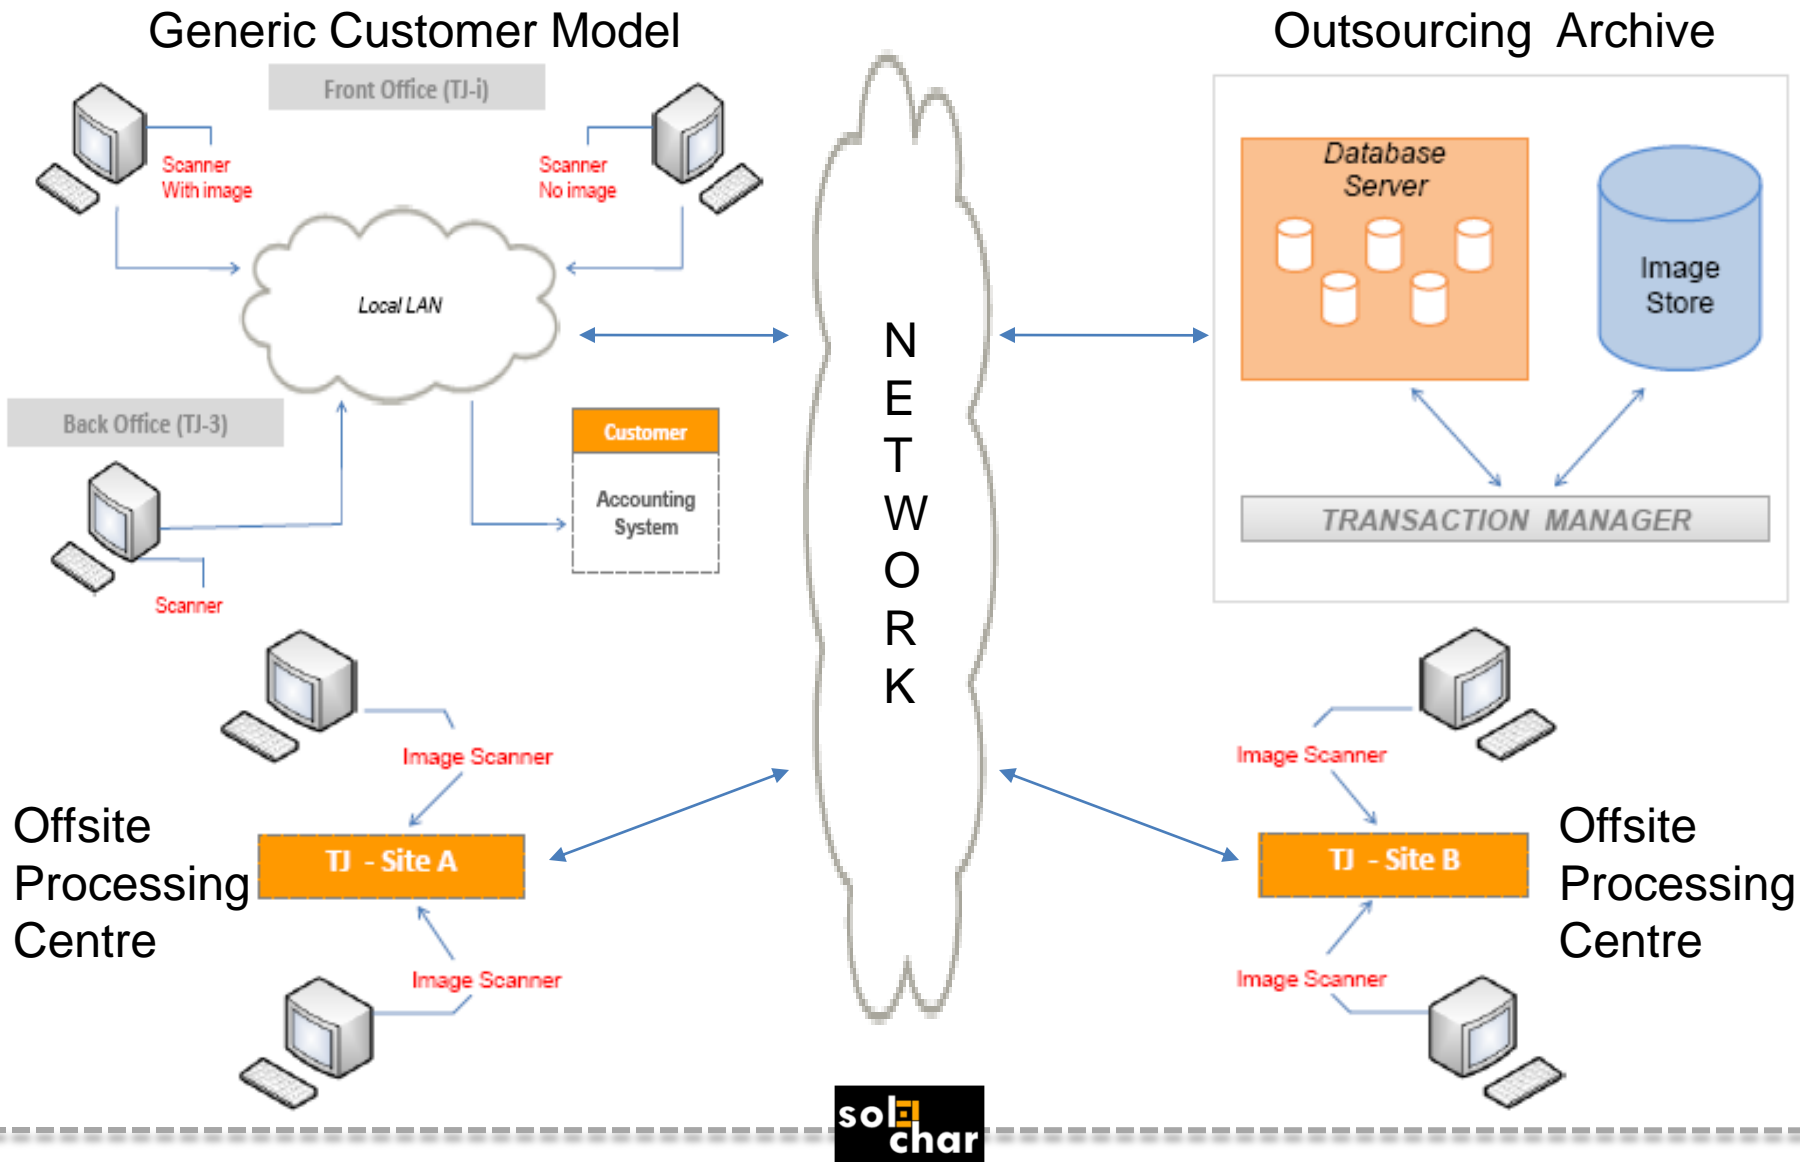 Generic Customer Model
Outsourcing Archive
Front Office (TJ-i)
Scanner
With image
Scanner
No image
Local LAN
Back Office (TJ-3)
Scanner
Customer
Accounting
System
N
E
T
W
O
R
K
Database
Server
Image
Store
TRANSACTION MANAGER
Image Scanner
Offsite
Processing
Centre
TJ - Site A
Image Scanner
Image Scanner
TJ - Site B
Offsite
Processing
Centre
Image Scanner
sol
char